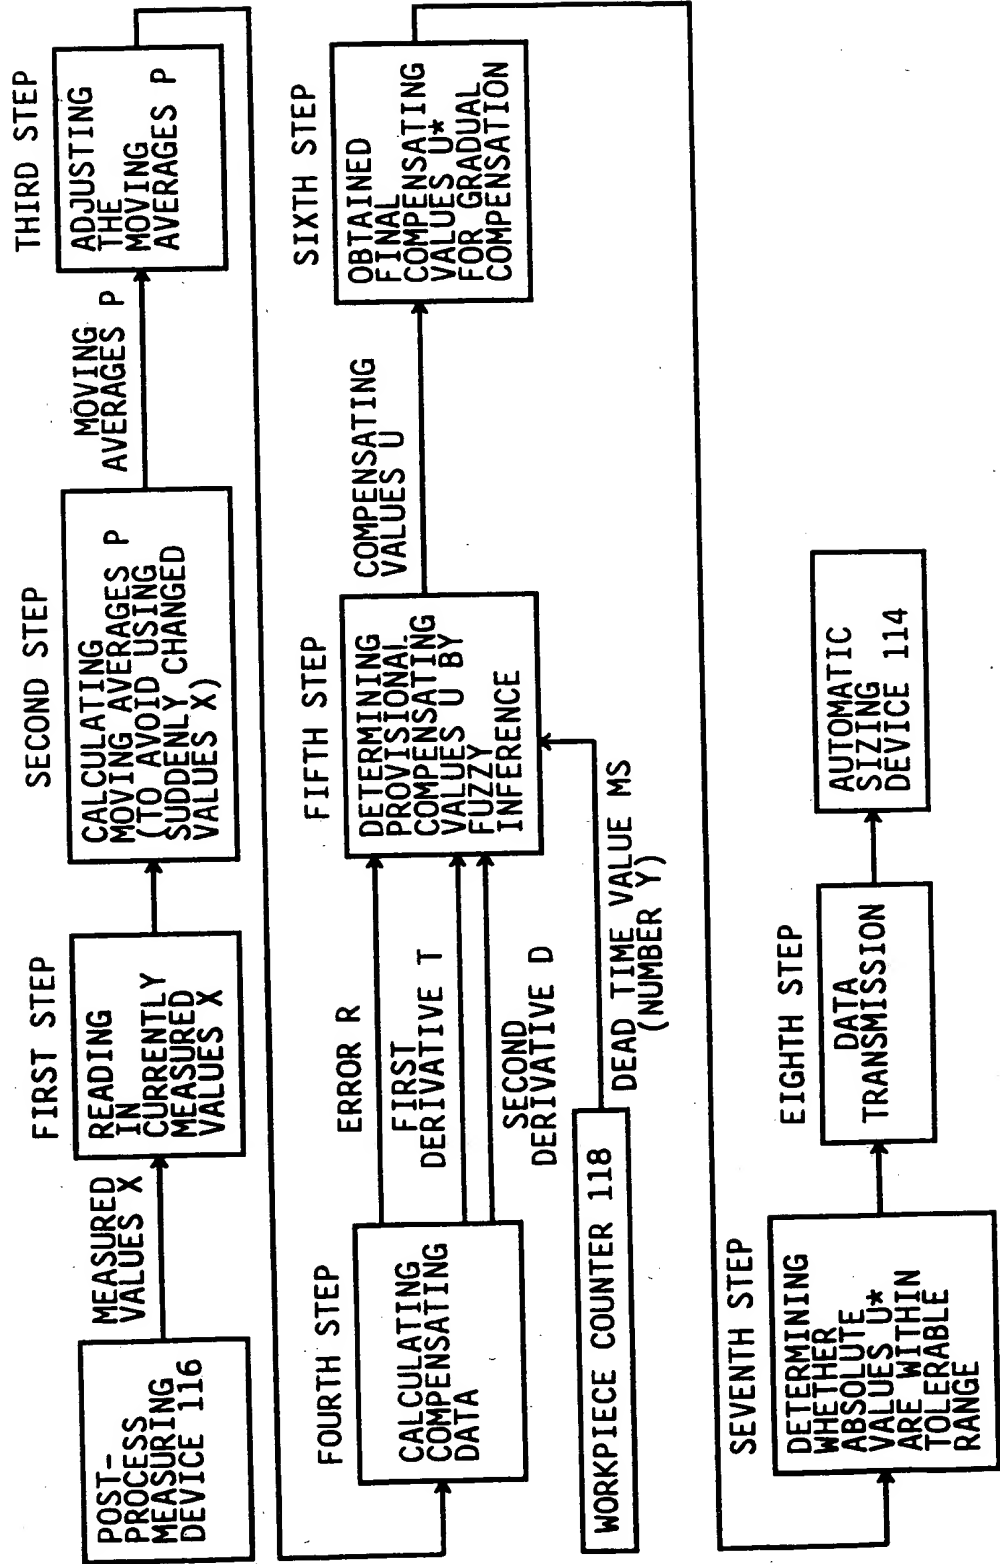 POST-
PROCESS
MEASURING
DEVICE 116
MEASURED
VALUES X
FIRST STEP
READING
IN
CURRENTLY
MEASURED
VALUES X
SECOND STEP
CALCULATING
MOVING AVERAGES P
(TO AVOID USING
SUDDENLY CHANGED
VALUES X)
MOVING
AVERAGES P
THIRD STEP
ADJUSTING
THE
MOVING
AVERAGES P
FOURTH STEP
CALCULATING
COMPENSATING
DATA
ERROR R
FIRST
DERIVATIVE T
SECOND
DERIVATIVE D
WORKPIECE COUNTER 118
DEAD TIME VALUE MS
(NUMBER Y)
FIFTH STEP
DETERMINING
PROVISIONAL
COMPENSATING
VALUES U BY
FUZZY
INFERENCE
COMPENSATING
VALUES U
SIXTH STEP
OBTAINED
FINAL
COMPENSATING
VALUES U*
FOR GRADUAL
COMPENSATION
SEVENTH STEP
DETERMINING
WHETHER
ABSOLUTE
VALUES U*
ARE WITHIN
TOLERABLE
RANGE
EIGHTH STEP
DATA
TRANSMISSION
AUTOMATIC
SIZING
DEVICE 114